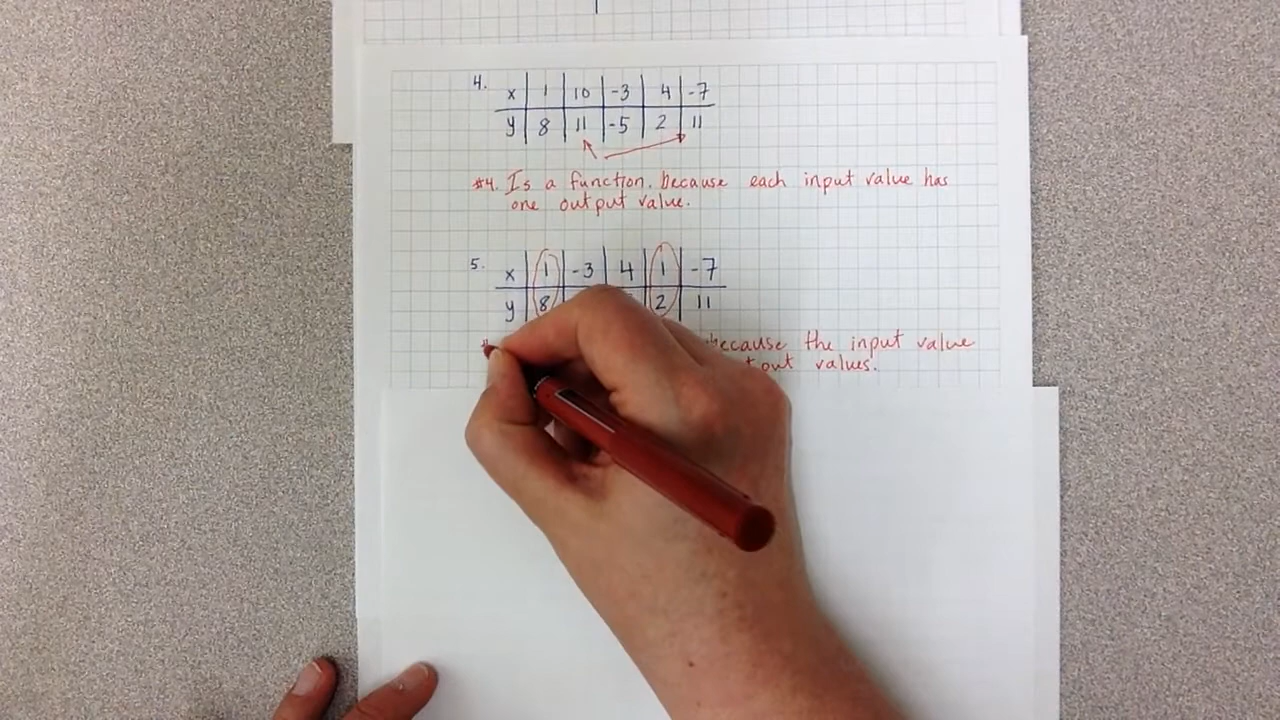 4. x 1 10 -3 4 -7
y 8 11 -5 2 11
#4. Is a function. Because each input value has
one output value.
5. x 1 -3 4 1 -7
y 8 2 11
because the input value
values.